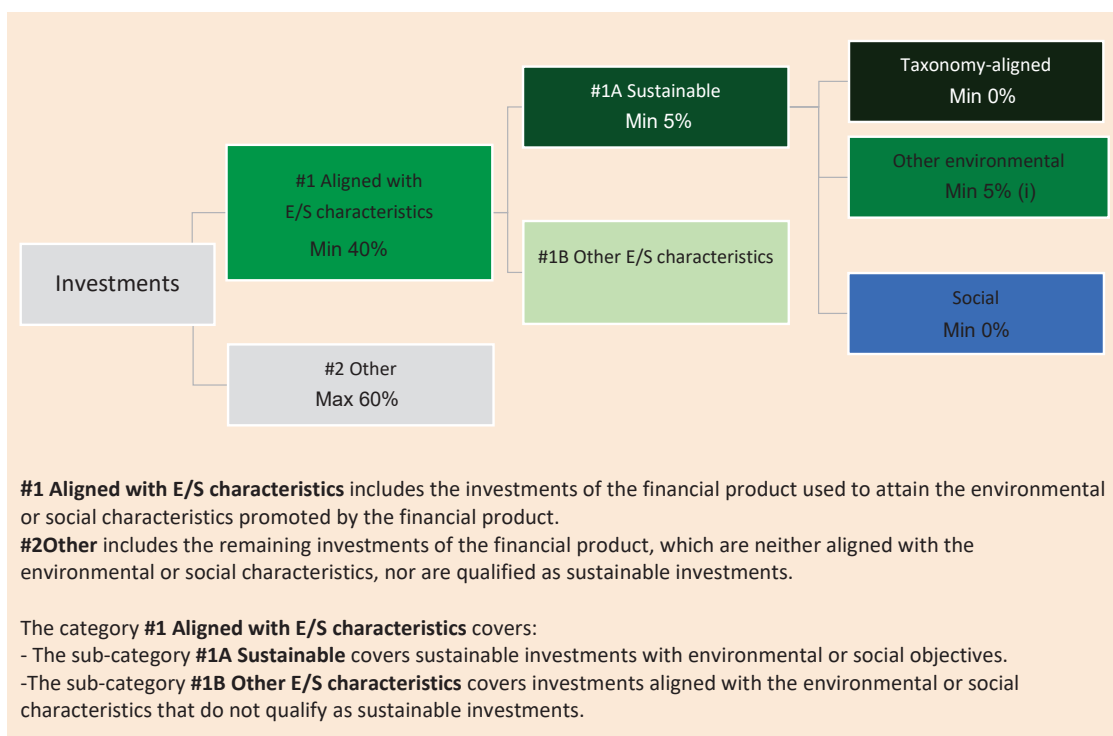 Investments
#1 Aligned with
E/S characteristics
Min 40%
#2 Other
Max 60%
#1A Sustainable
Min 5%
#1B Other E/S characteristics
Taxonomy-aligned
Min 0%
Other environmental
Min 5% (i)
Social
Min 0%
#1 Aligned with E/S characteristics includes the investments of the financial product used to attain the environmental
or social characteristics promoted by the financial product.
#2Other includes the remaining investments of the financial product, which are neither aligned with the
environmental or social characteristics, nor are qualified as sustainable investments.
The category #1 Aligned with E/S characteristics covers:
- The sub-category #1A Sustainable covers sustainable investments with environmental or social objectives.
-The sub-category #1B Other E/S characteristics covers investments aligned with the environmental or social
characteristics that do not qualify as sustainable investments.